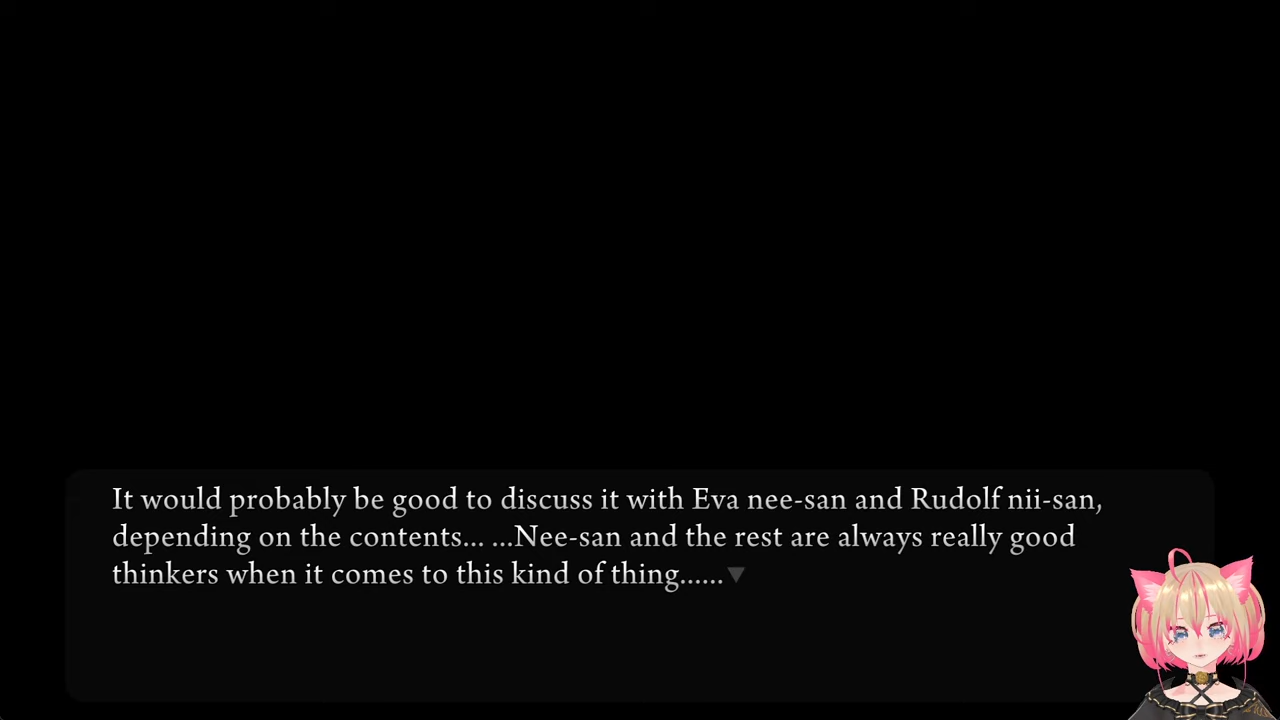 It would probably be good to discuss it with Eva nee-san and Rudolf nii-san,
depending on the contents... ...Nee-san and the rest are always really good
thinkers when it comes to this kind of thing......